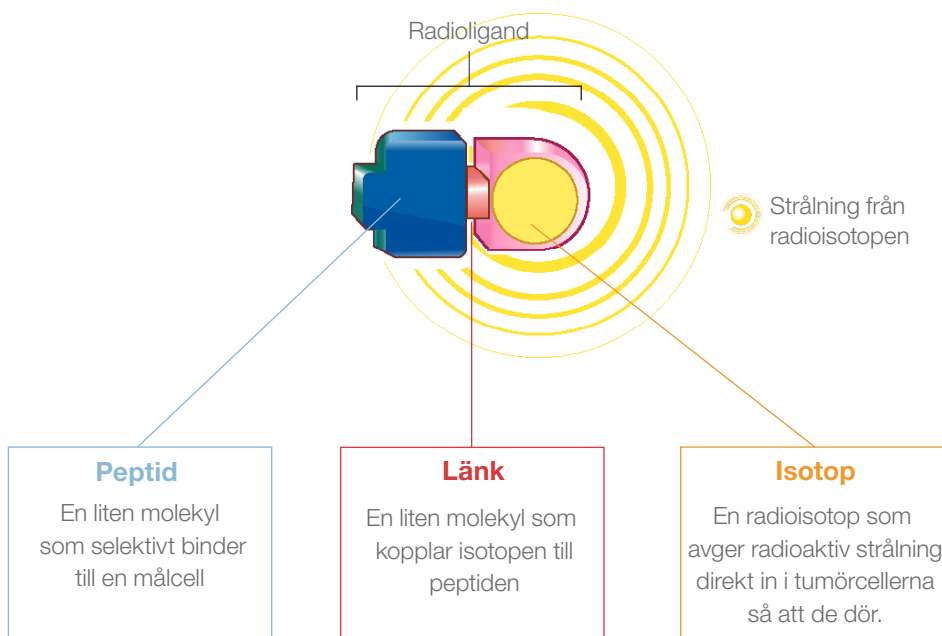 Radioligand
Strålning från
radioisotopen
Peptid
En liten molekyl
som selektivt binder
till en målcell
Länk
En liten molekyl som
kopplar isotopen till
peptiden
Isotop
En radioisotop som
avger radioaktiv strålning
direkt in i tumörcellerna
så att de dör.